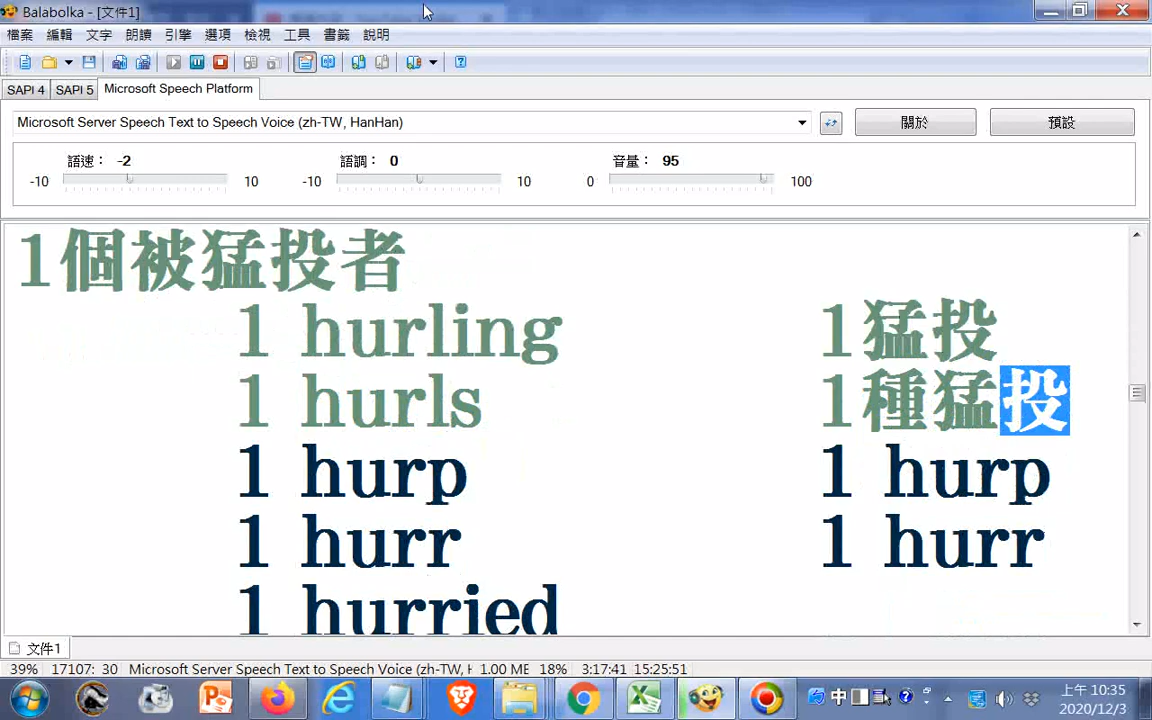 Balabolka - [文件1]
檔案 編輯 文字 朗讀 引擎 選項 檢視 工具 書籤 說明
SAPI 4 SAPI 5 Microsoft Speech Platform
Microsoft Server Speech Text to Speech Voice (zh-TW, HanHan) 關於 預設
語速： -2 語調： 0 音量： 95
-10 10 -10 10 0 100
1個被猛投者
1 hurling 1猛投
1 hurls 1種猛投
1 hurp 1 hurp
1 hurr 1 hurr
1 hurried
文件1
39% 17107: 30 Microsoft Server Speech Text to Speech Voice (zh-TW, 1.00 ME 18% 3:17:41 15:25:51
中 上午 10:35
2020/12/3